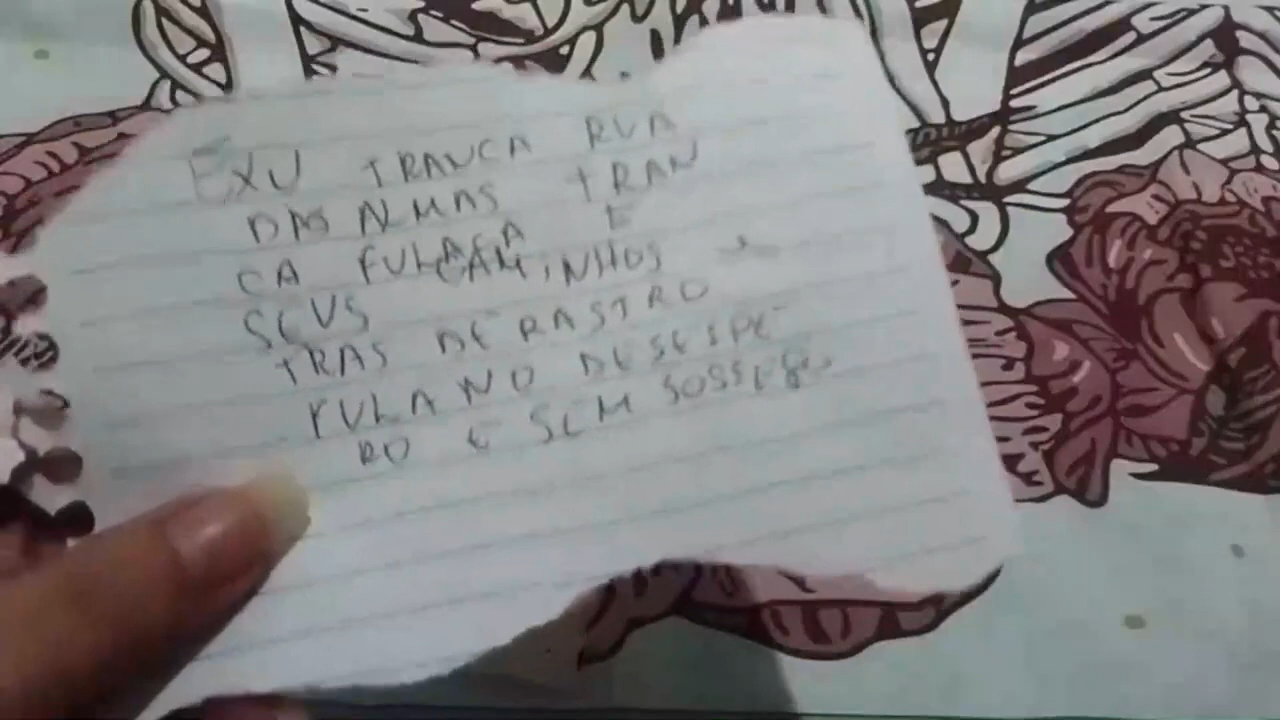 EXU TRANCA RUA
DAS ALMAS TRAN
CA FULANA E
SEUS CAMINHOS
TRAS DE RASTRO
FULANO DESESPE
RO E SEM SOSSEGO